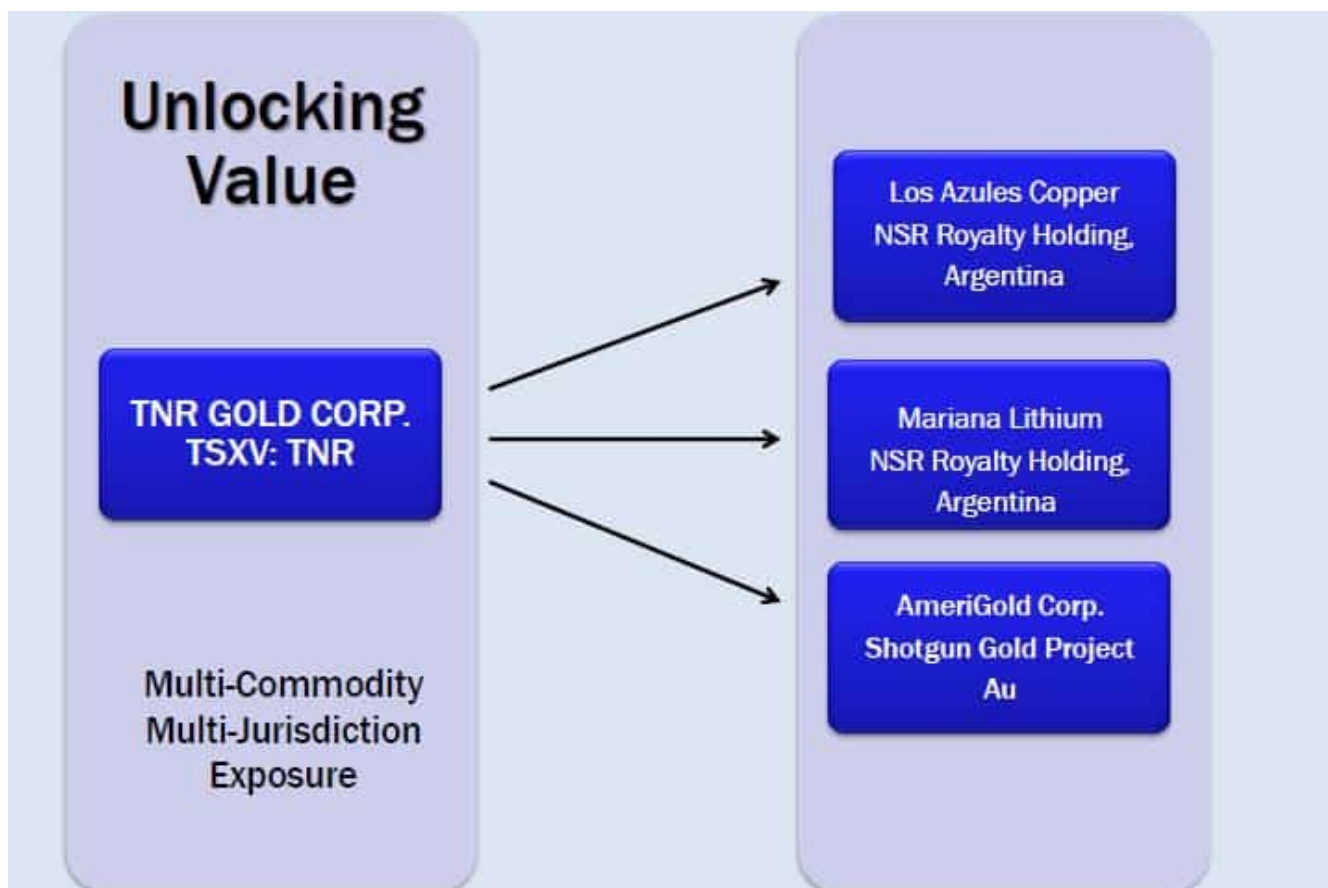 Unlocking
Value
TNR GOLD CORP.
TSXV: TNR
Multi-Commodity
Multi-Jurisdiction
Exposure
Los Azules Copper
NSR Royalty Holding,
Argentina
Mariana Lithium
NSR Royalty Holding,
Argentina
AmeriGold Corp.
Shotgun Gold Project
Au